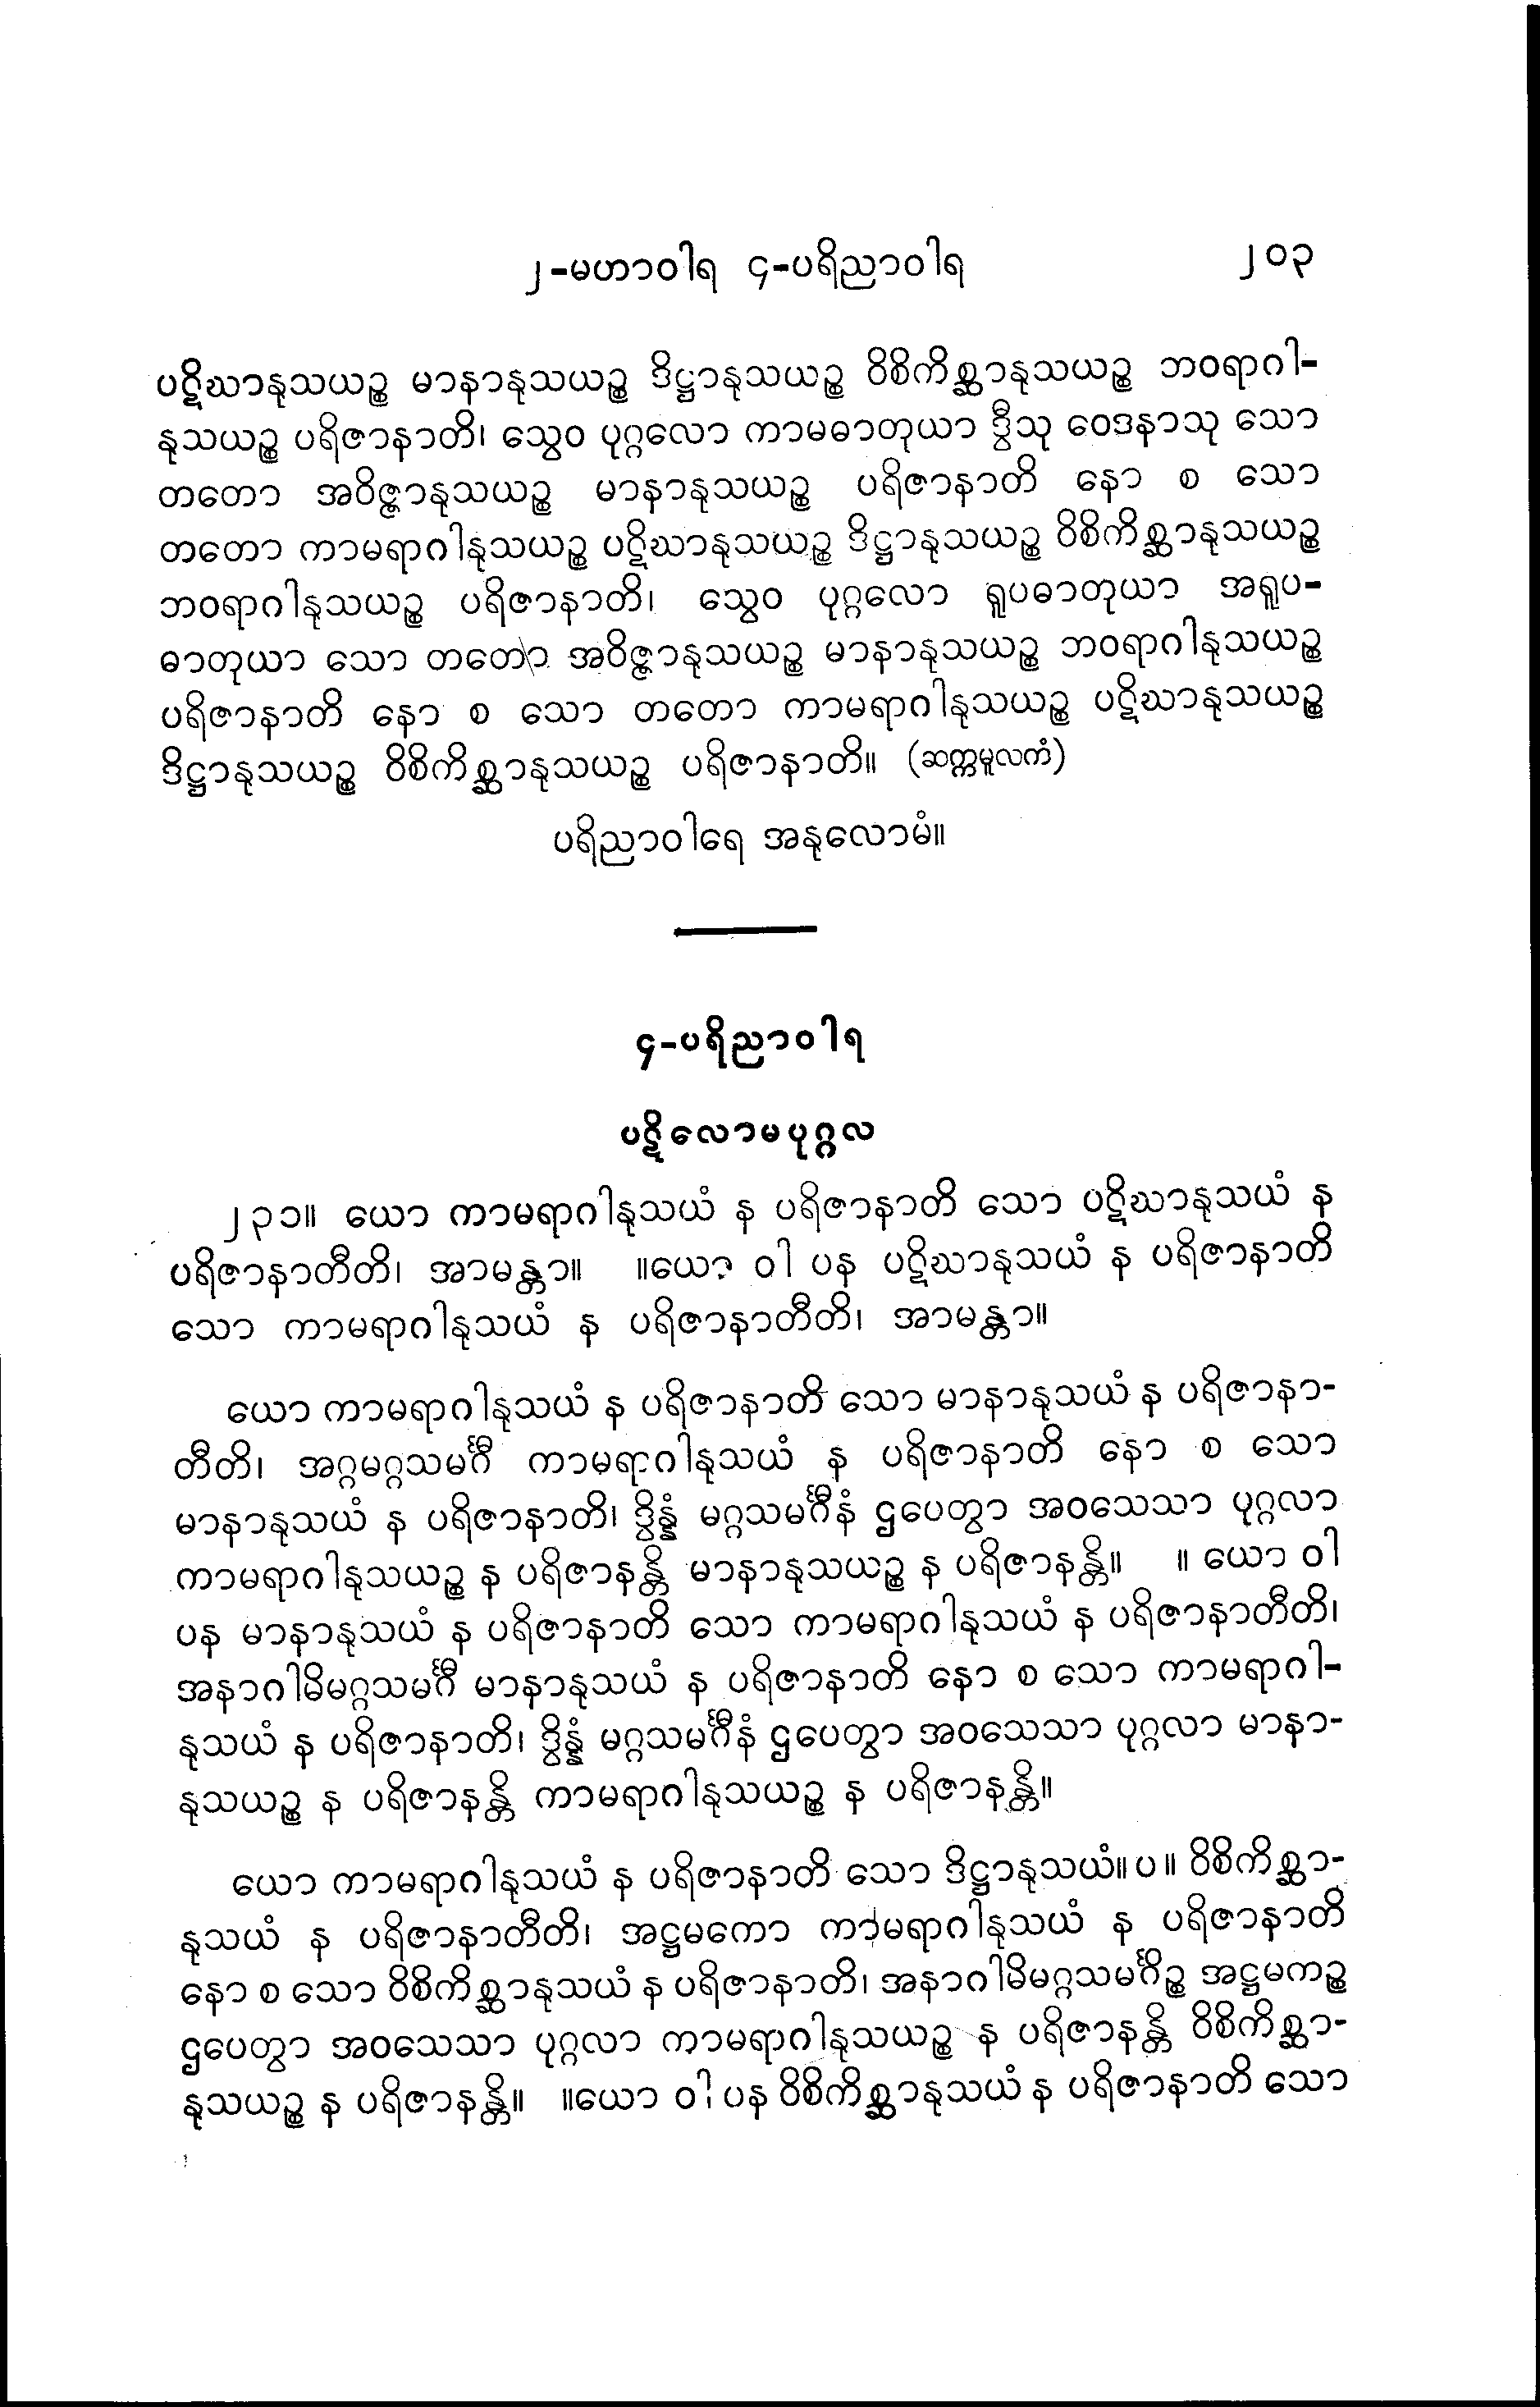 ၂-မဟာဝါရ ၄-ပရိညာဝါရ ၂၀၃
ပဋိဃာနုသယဉ္စ မာနာနုသယဉ္စ ဒိဋ္ဌာနုသယဉ္စ ဝိစိကိစ္ဆာနုသယဉ္စ ဘဝရာဂါ-
နုသယဉ္စ ပရိဇာနာတိ၊ သွေဝ ပုဂ္ဂလော ကာမဓာတုယာ ဒွီသု ဝေဒနာသု သော
တတော အဝိဇ္ဇာနုသယဉ္စ မာနာနုသယဉ္စ ပရိဇာနာတိ နော စ သော
တတော ကာမရာဂါနုသယဉ္စ ပဋိဃာနုသယဉ္စ ဒိဋ္ဌာနုသယဉ္စ ဝိစိကိစ္ဆာနုသယဉ္စ
ဘဝရာဂါနုသယဉ္စ ပရိဇာနာတိ၊ သွေဝ ပုဂ္ဂလော ရူပဓာတုယာ အရူပ-
ဓာတုယာ သော တတော အဝိဇ္ဇာနုသယဉ္စ မာနာနုသယဉ္စ ဘဝရာဂါနုသယဉ္စ
ပရိဇာနာတိ နော စ သော တတော ကာမရာဂါနုသယဉ္စ ပဋိဃာနုသယဉ္စ
ဒိဋ္ဌာနုသယဉ္စ ဝိစိကိစ္ဆာနုသယဉ္စ ပရိဇာနာတိ။ (ဆက္ကမူလကံ)
ပရိညာဝါရေ အနုလောမံ။
၄-ပရိညာဝါရ
ပဋိလောမပုဂ္ဂလ
၂၃၁။ ယော ကာမရာဂါနုသယံ န ပရိဇာနာတိ သော ပဋိဃာနုသယံ န
ပရိဇာနာတီတိ၊ အာမန္တာ။ ။ယော ဝါ ပန ပဋိဃာနုသယံ န ပရိဇာနာတိ
သော ကာမရာဂါနုသယံ န ပရိဇာနာတီတိ၊ အာမန္တာ။
ယော ကာမရာဂါနုသယံ န ပရိဇာနာတိ သော မာနာနုသယံ န ပရိဇာနာ-
တီတိ၊ အဂ္ဂမဂ္ဂသမင်္ဂီ ကာမရာဂါနုသယံ န ပရိဇာနာတိ နော စ သော
မာနာနုသယံ န ပရိဇာနာတိ၊ ဒွိန္နံ မဂ္ဂသမင်္ဂီနံ ဌပေတွာ အဝသေသာ ပုဂ္ဂလာ
ကာမရာဂါနုသယဉ္စ န ပရိဇာနန္တိ မာနာနုသယဉ္စ န ပရိဇာနန္တိ။ ။ ယော ဝါ
ပန မာနာနုသယံ န ပရိဇာနာတိ သော ကာမရာဂါနုသယံ န ပရိဇာနာတီတိ၊
အနာဂါမိမဂ္ဂသမင်္ဂီ မာနာနုသယံ န ပရိဇာနာတိ နော စ သော ကာမရာဂါ-
နုသယံ န ပရိဇာနာတိ၊ ဒွိန္နံ မဂ္ဂသမင်္ဂီနံ ဌပေတွာ အဝသေသာ ပုဂ္ဂလာ မာနာ-
နုသယဉ္စ န ပရိဇာနန္တိ ကာမရာဂါနုသယဉ္စ န ပရိဇာနန္တိ။
ယော ကာမရာဂါနုသယံ န ပရိဇာနာတိ သော ဒိဋ္ဌာနုသယံ။ပ။ ဝိစိကိစ္ဆာ-
နုသယံ န ပရိဇာနာတီတိ၊ အဋ္ဌမကော ကာမရာဂါနုသယံ န ပရိဇာနာတိ
နော စ သော ဝိစိကိစ္ဆာနုသယံ န ပရိဇာနာတိ၊ အနာဂါမိမဂ္ဂသမင်္ဂိဉ္စ အဋ္ဌမကဉ္စ
ဌပေတွာ အဝသေသာ ပုဂ္ဂလာ ကာမရာဂါနုသယဉ္စ န ပရိဇာနန္တိ ဝိစိကိစ္ဆာ-
နုသယဉ္စ န ပရိဇာနန္တိ။ ။ယော ဝါ ပန ဝိစိကိစ္ဆာနုသယံ န ပရိဇာနာတိ သော